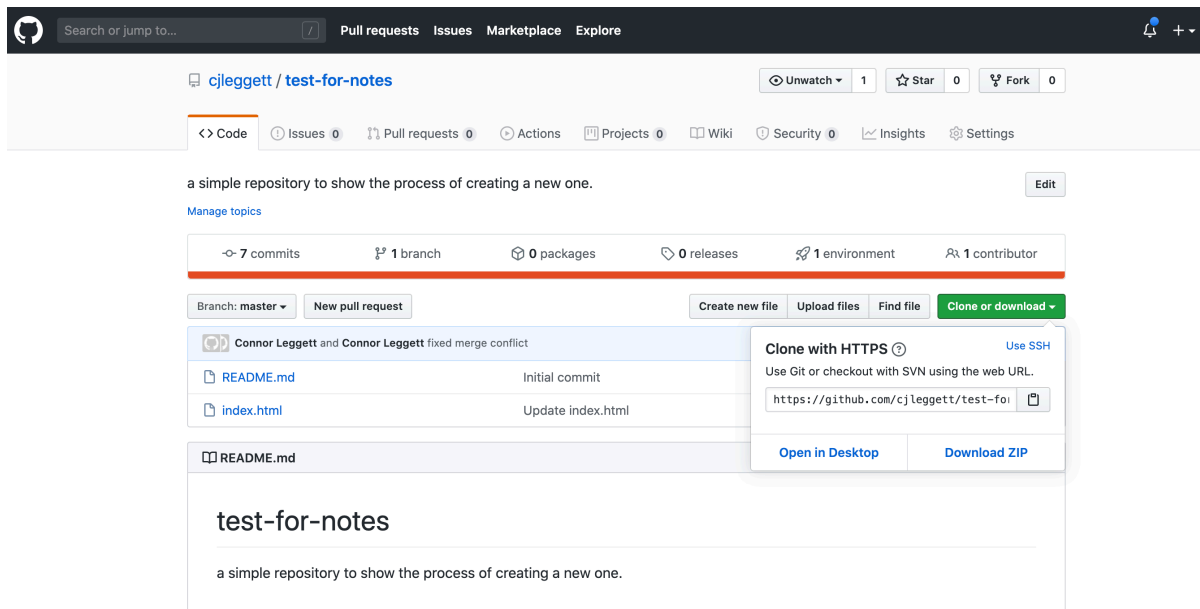 Search or jump to... /
Pull requests Issues Marketplace Explore
cjleggett / test-for-notes
Unwatch 1 Star 0 Fork 0
Code Issues 0 Pull requests 0 Actions Projects 0 Wiki Security 0 Insights Settings
a simple repository to show the process of creating a new one.
Edit
Manage topics
7 commits 1 branch 0 packages 0 releases 1 environment 1 contributor
Branch: master New pull request Create new file Upload files Find file Clone or download
Connor Leggett and Connor Leggett fixed merge conflict
README.md Initial commit
index.html Update index.html
Clone with HTTPS ? Use SSH
Use Git or checkout with SVN using the web URL.
https://github.com/cjleggett/test-for
Open in Desktop Download ZIP
README.md
test-for-notes
a simple repository to show the process of creating a new one.